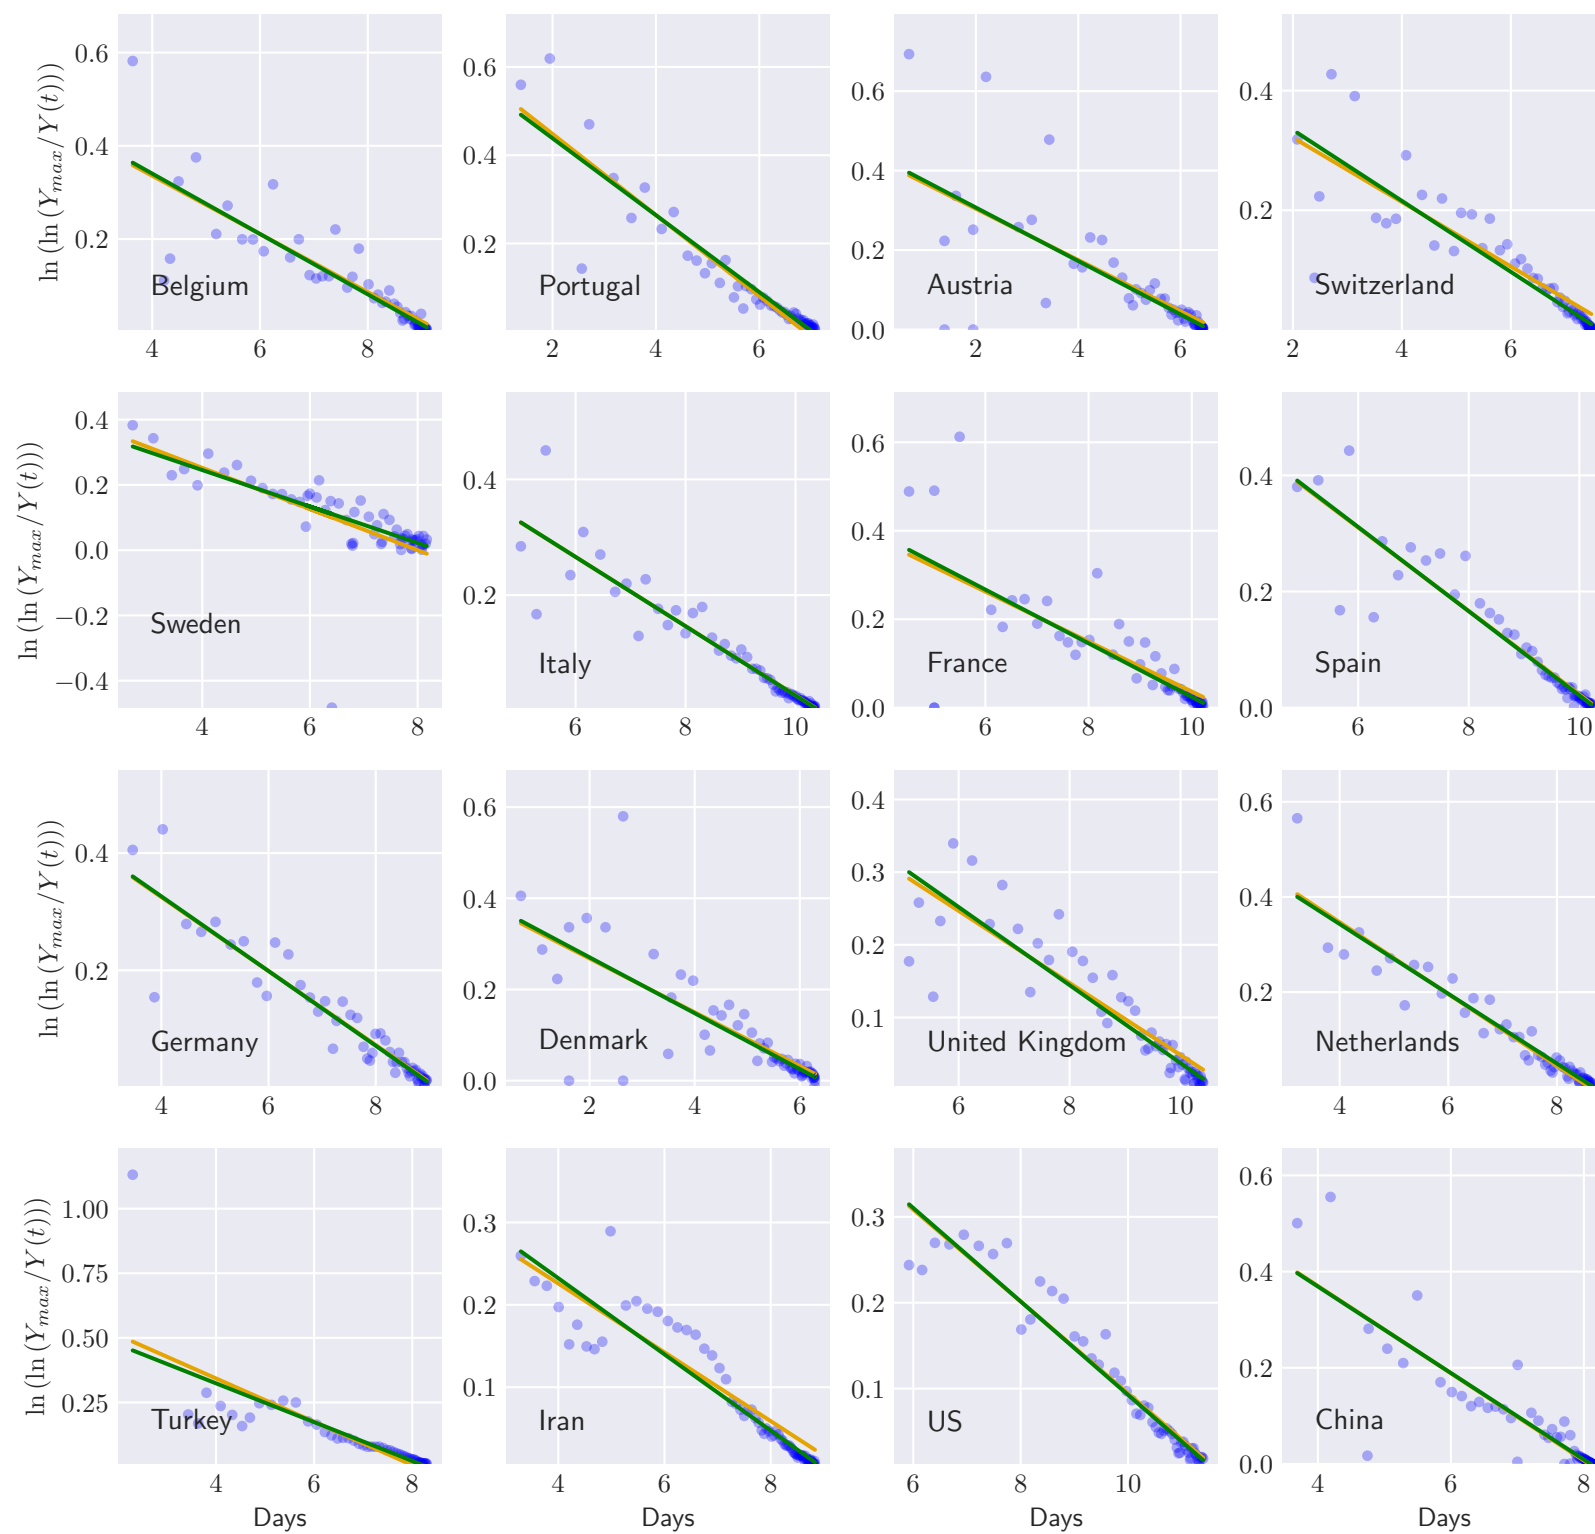 ln (ln (Y_max/Y(t)))
0.6
0.4
0.2
Belgium
4 6 8
0.6
0.4
0.2
Portugal
2 4 6
0.6
0.4
0.2
0.0
Austria
2 4 6
0.4
0.2
Switzerland
2 4 6
ln (ln (Y_max/Y(t)))
0.4
0.2
0.0
−0.2
−0.4
Sweden
4 6 8
0.4
0.2
Italy
6 8 10
0.6
0.4
0.2
0.0
France
6 8 10
0.4
0.2
0.0
Spain
6 8 10
ln (ln (Y_max/Y(t)))
0.4
0.2
Germany
4 6 8
0.6
0.4
0.2
0.0
Denmark
2 4 6
0.4
0.3
0.2
0.1
United Kingdom
6 8 10
0.6
0.4
0.2
Netherlands
4 6 8
ln (ln (Y_max/Y(t)))
1.00
0.75
0.50
0.25
Turkey
4 6 8
Days
0.3
0.2
0.1
Iran
4 6 8
Days
0.3
0.2
0.1
US
6 8 10
Days
0.6
0.4
0.2
0.0
China
4 6 8
Days